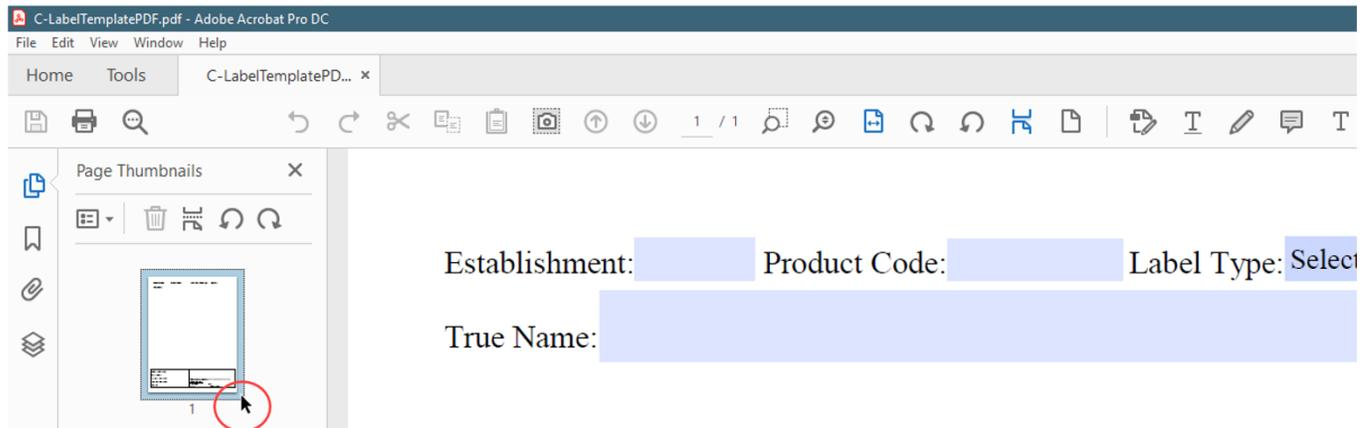 C-LabelTemplatePDF.pdf - Adobe Acrobat Pro DC
File Edit View Window Help
Home Tools C-LabelTemplatePD... ×
1 / 1
Page Thumbnails ×
Establishment: Product Code: Label Type: Select
True Name:
1